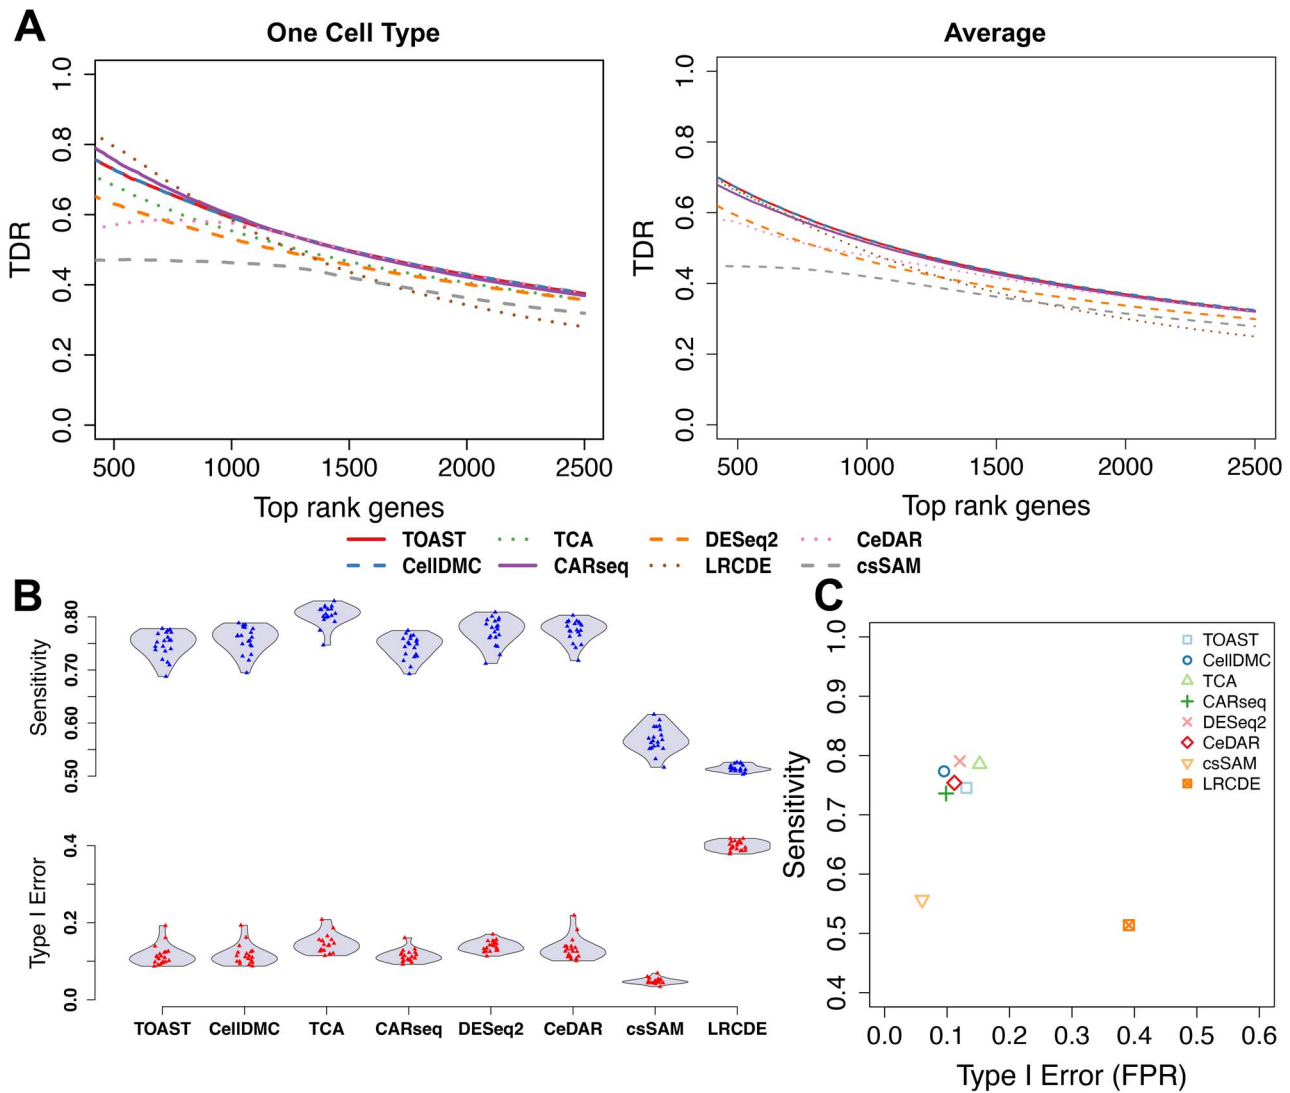 A
One Cell Type
Average
TDR
1.0
0.8
0.6
0.4
0.2
0.0
500 1000 1500 2000 2500
Top rank genes
TDR
1.0
0.8
0.6
0.4
0.2
0.0
500 1000 1500 2000 2500
Top rank genes
TOAST TCA DESeq2 CeDAR
CellDMC CARseq LRCDE csSAM
B
Sensitivity
0.80
0.70
0.60
0.50
Type I Error
0.4
0.2
0.0
TOAST CellDMC TCA CARseq DESeq2 CeDAR csSAM LRCDE
C
Sensitivity
1.0
0.9
0.8
0.7
0.6
0.5
0.4
TOAST
CellDMC
TCA
CARseq
DESeq2
CeDAR
csSAM
LRCDE
0.0 0.1 0.2 0.3 0.4 0.5 0.6
Type I Error (FPR)